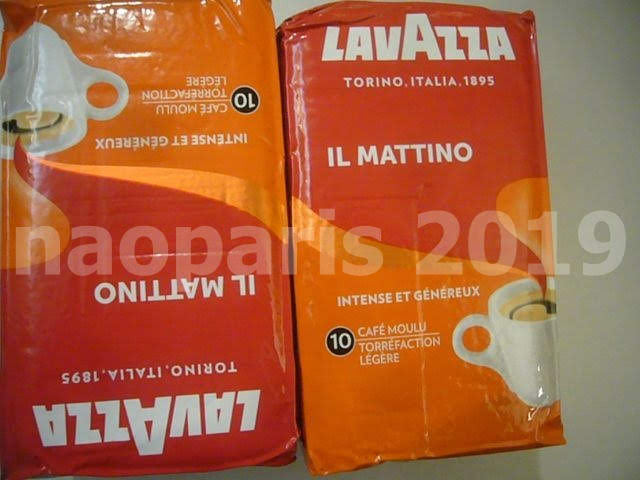 LAVAZZA
TORINO, ITALIA, 1895
IL MATTINO
INTENSE ET GÉNÉREUX
10
CAFÉ MOULU
TORRÉFACTION
LÉGÈRE
LAVAZZA
TORINO, ITALIA, 1895
IL MATTINO
INTENSE ET GÉNÉREUX
10
CAFÉ MOULU
TORRÉFACTION
LÉGÈRE
naoparis 2019